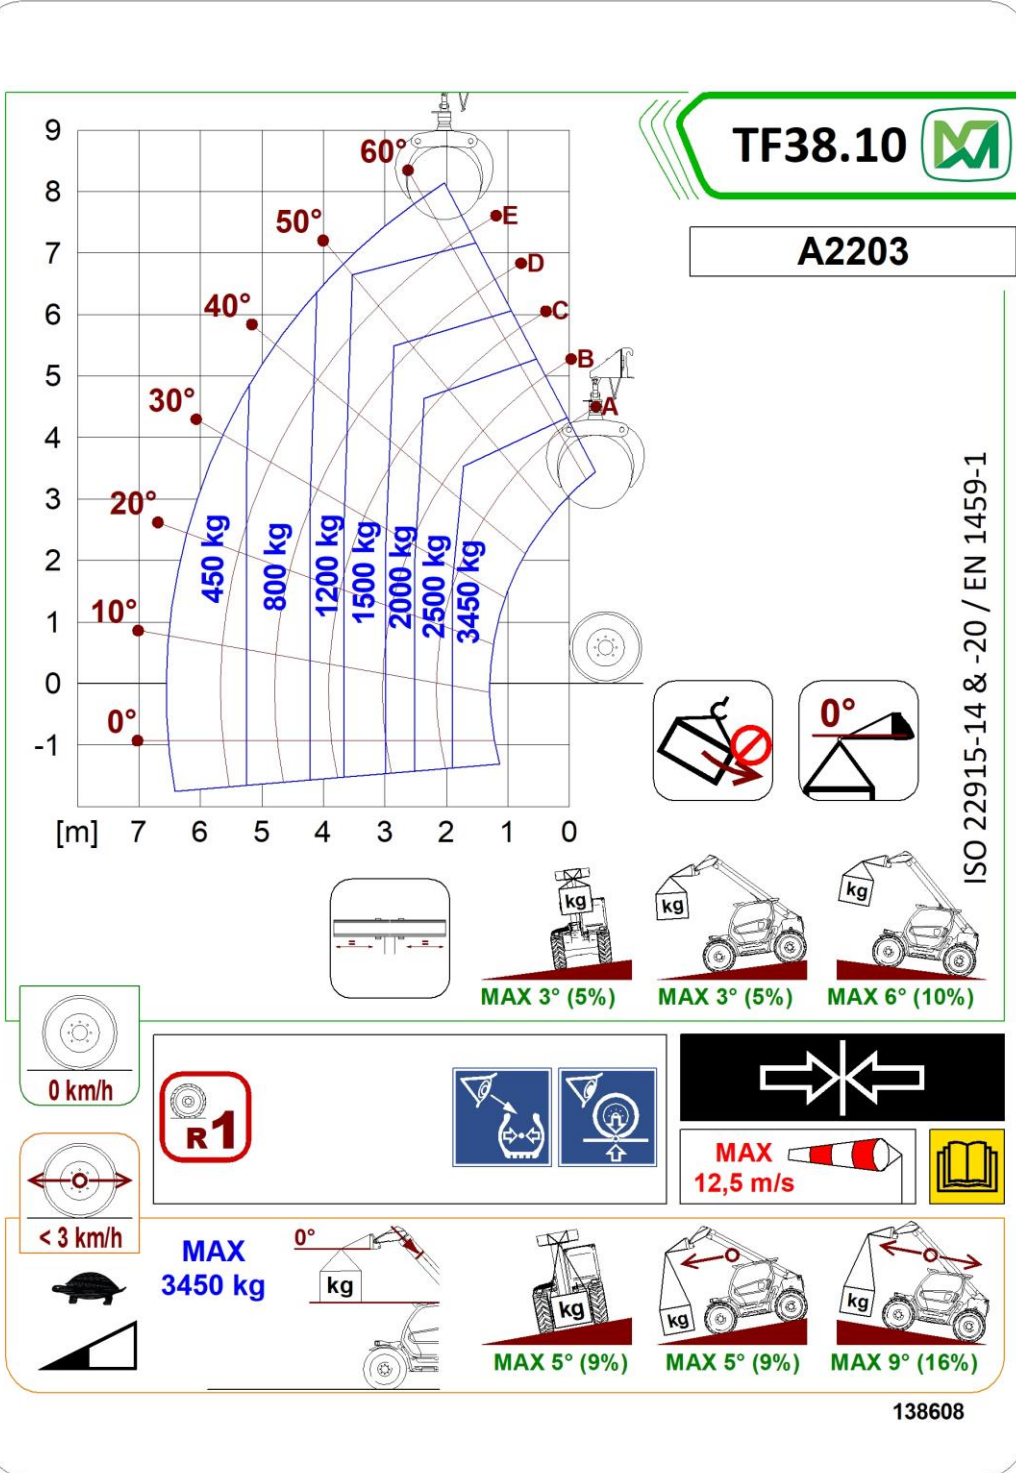 TF38.10
A2203
9
8
7
6
5
4
3
2
1
0
-1
[m] 7 6 5 4 3 2 1 0
60°
50°
40°
30°
20°
10°
0°
E
D
C
B
A
450 kg
800 kg
1200 kg
1500 kg
2000 kg
2500 kg
3450 kg
ISO 22915-14 & -20 / EN 1459-1
0°
= =
kg
kg
kg
MAX 3° (5%)
MAX 3° (5%)
MAX 6° (10%)
0 km/h
R1
MAX
12,5 m/s
< 3 km/h
MAX
3450 kg
0°
kg
kg
kg
kg
MAX 5° (9%)
MAX 5° (9%)
MAX 9° (16%)
138608